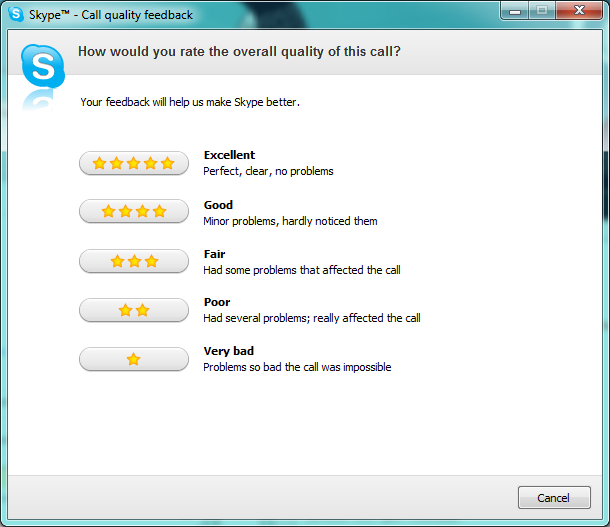 Skype™ - Call quality feedback
How would you rate the overall quality of this call?
Your feedback will help us make Skype better.
Excellent
Perfect, clear, no problems
Good
Minor problems, hardly noticed them
Fair
Had some problems that affected the call
Poor
Had several problems; really affected the call
Very bad
Problems so bad the call was impossible
Cancel